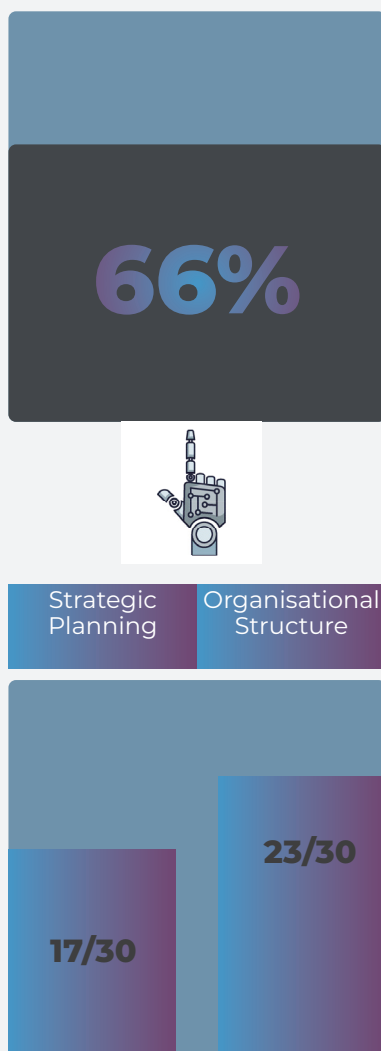 66%
Strategic
Planning
Organisational
Structure
17/30
23/30